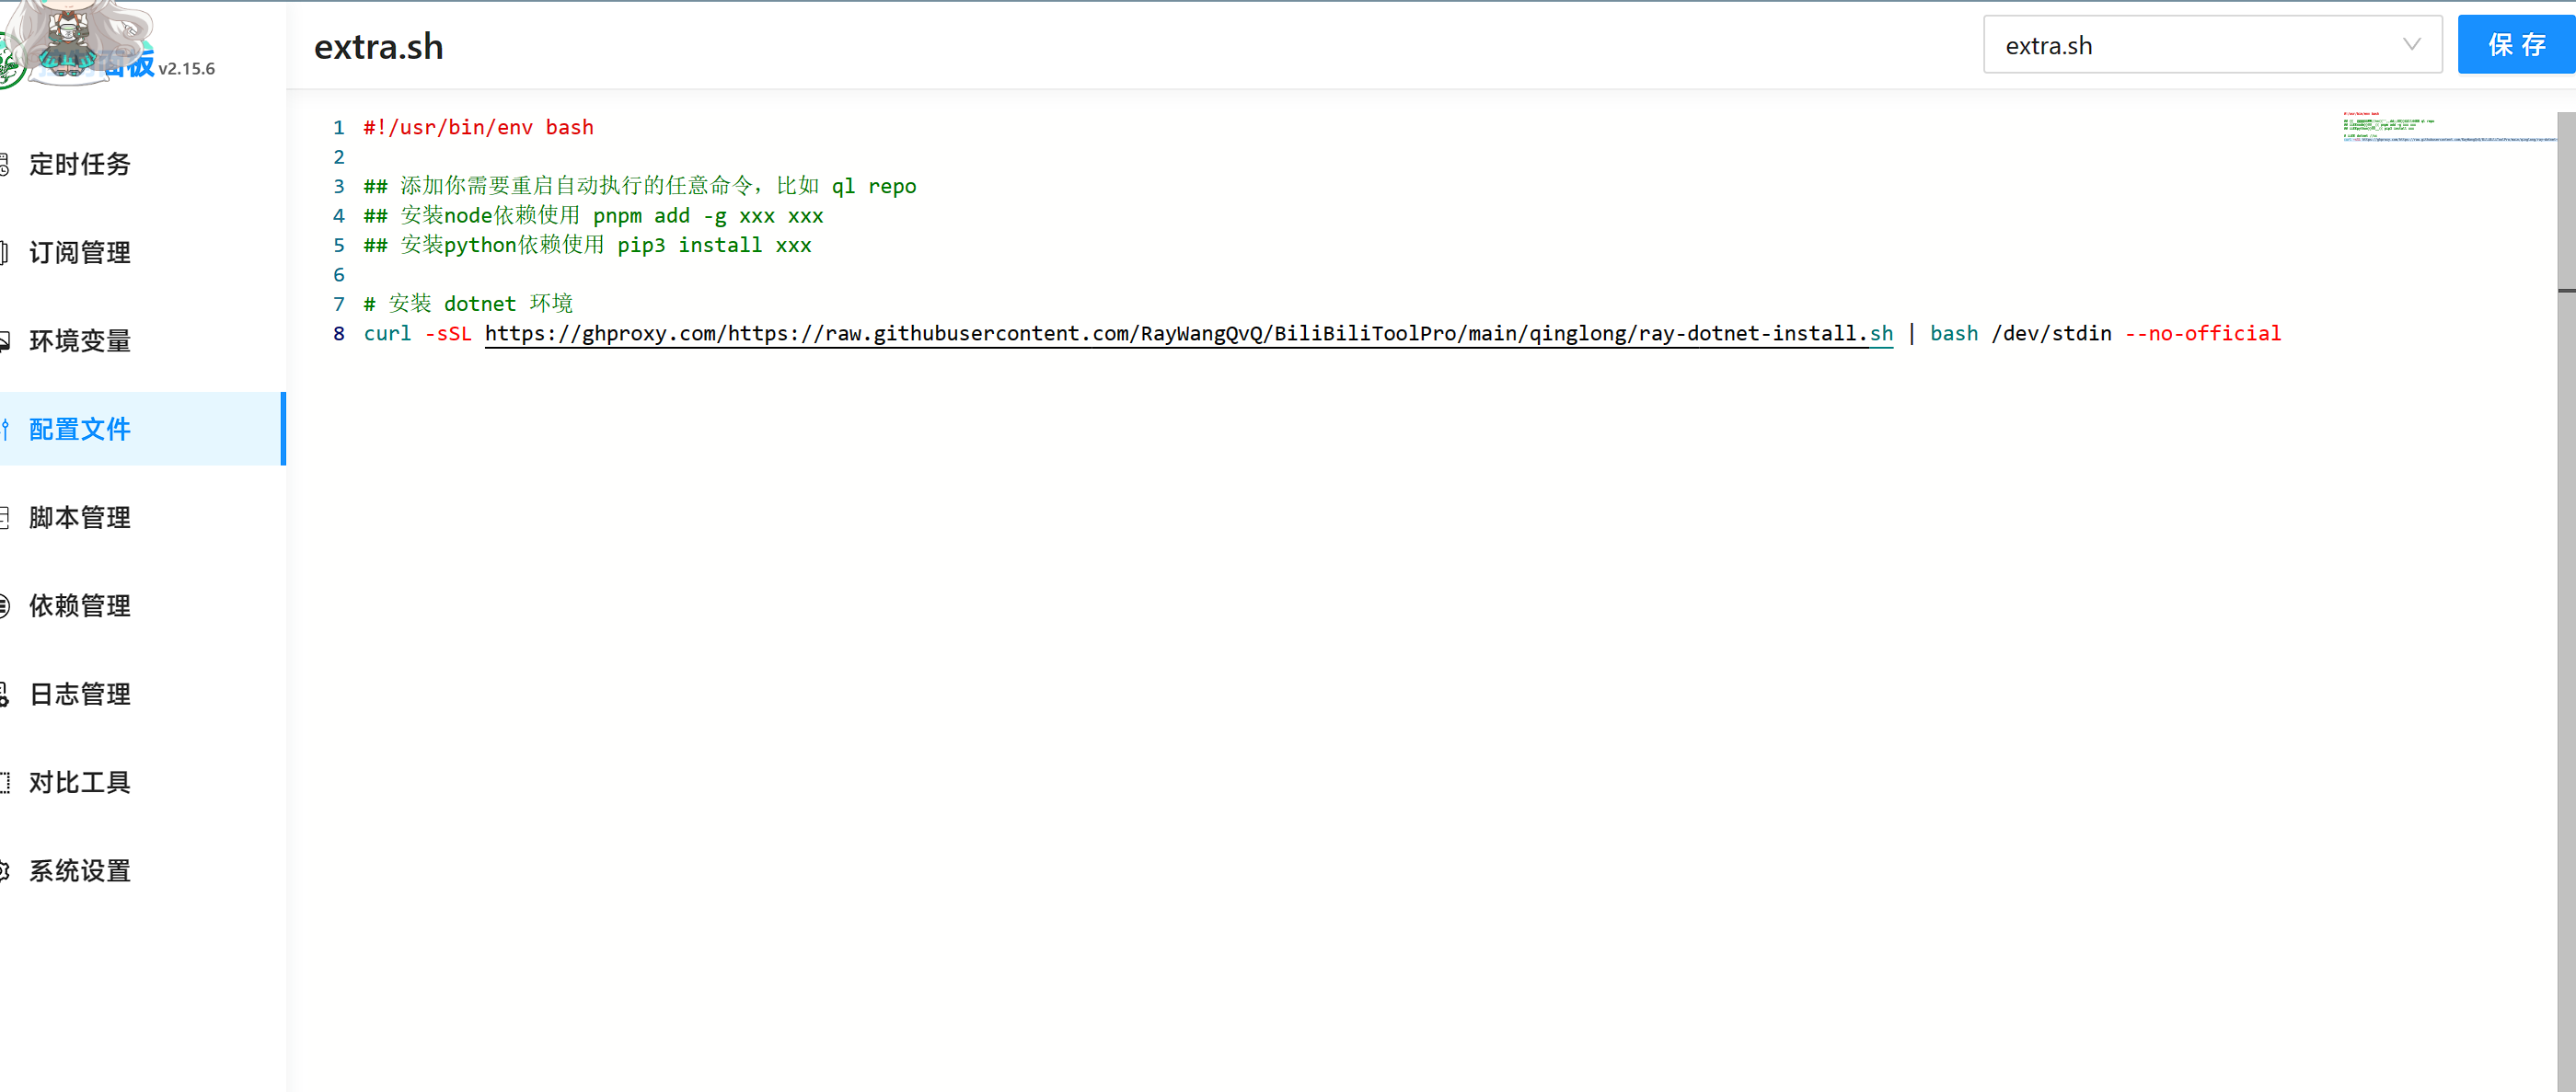 面板 v2.15.6
定时任务
订阅管理
环境变量
配置文件
脚本管理
依赖管理
日志管理
对比工具
系统设置
extra.sh
extra.sh
保 存
1 #!/usr/bin/env bash
2
3 ## 添加你需要重启自动执行的任意命令，比如 ql repo
4 ## 安装node依赖使用 pnpm add -g xxx xxx
5 ## 安装python依赖使用 pip3 install xxx
6
7 # 安装 dotnet 环境
8 curl -sSL https://ghproxy.com/https://raw.githubusercontent.com/RayWangQvQ/BiliBiliToolPro/main/qinglong/ray-dotnet-install.sh | bash /dev/stdin --no-official